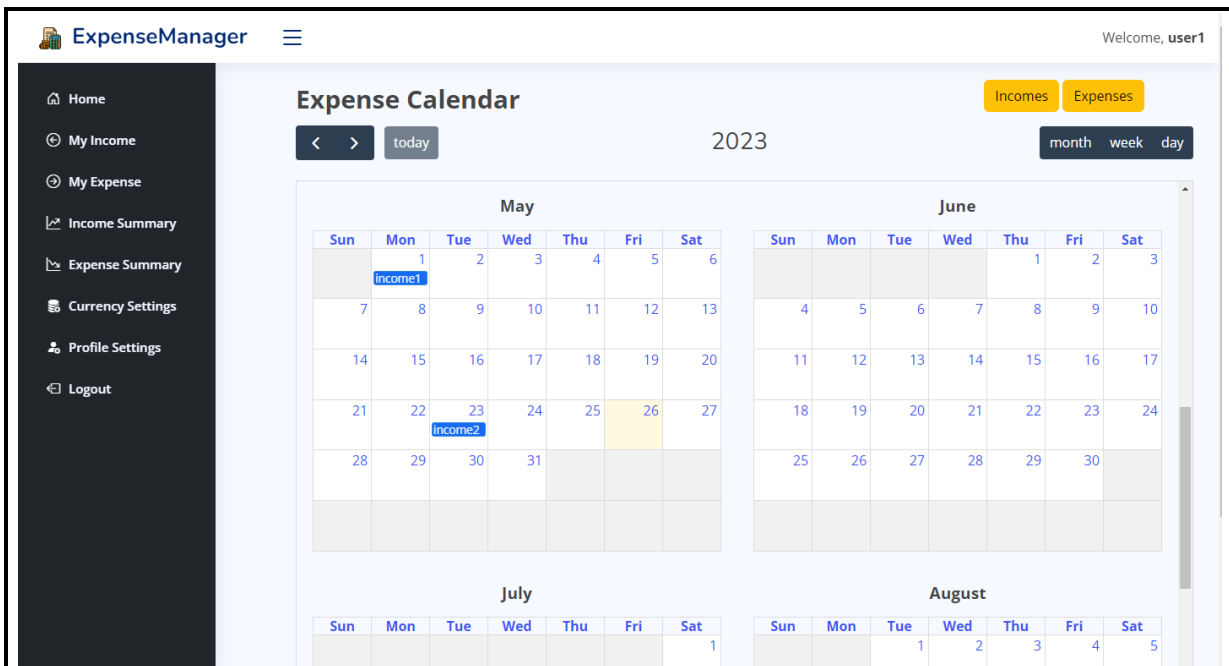 ExpenseManager
Welcome, user1
Home
My Income
My Expense
Income Summary
Expense Summary
Currency Settings
Profile Settings
Logout
Expense Calendar
Incomes Expenses
today
2023
month week day
May
Sun Mon Tue Wed Thu Fri Sat
1 2 3 4 5 6
income1
7 8 9 10 11 12 13
14 15 16 17 18 19 20
21 22 23 24 25 26 27
income2
28 29 30 31
June
Sun Mon Tue Wed Thu Fri Sat
1 2 3
4 5 6 7 8 9 10
11 12 13 14 15 16 17
18 19 20 21 22 23 24
25 26 27 28 29 30
July
Sun Mon Tue Wed Thu Fri Sat
1
August
Sun Mon Tue Wed Thu Fri Sat
1 2 3 4 5